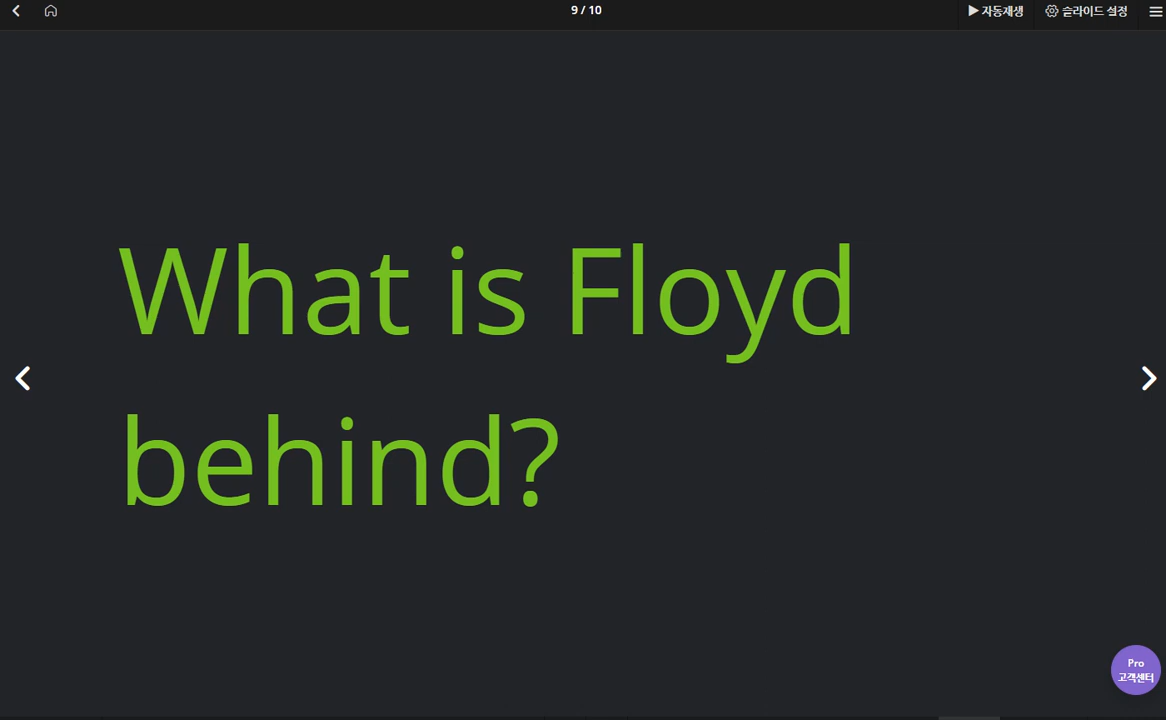 9 / 10
▶ 자동재생
슬라이드 설정
What is Floyd
behind?
Pro
고객센터